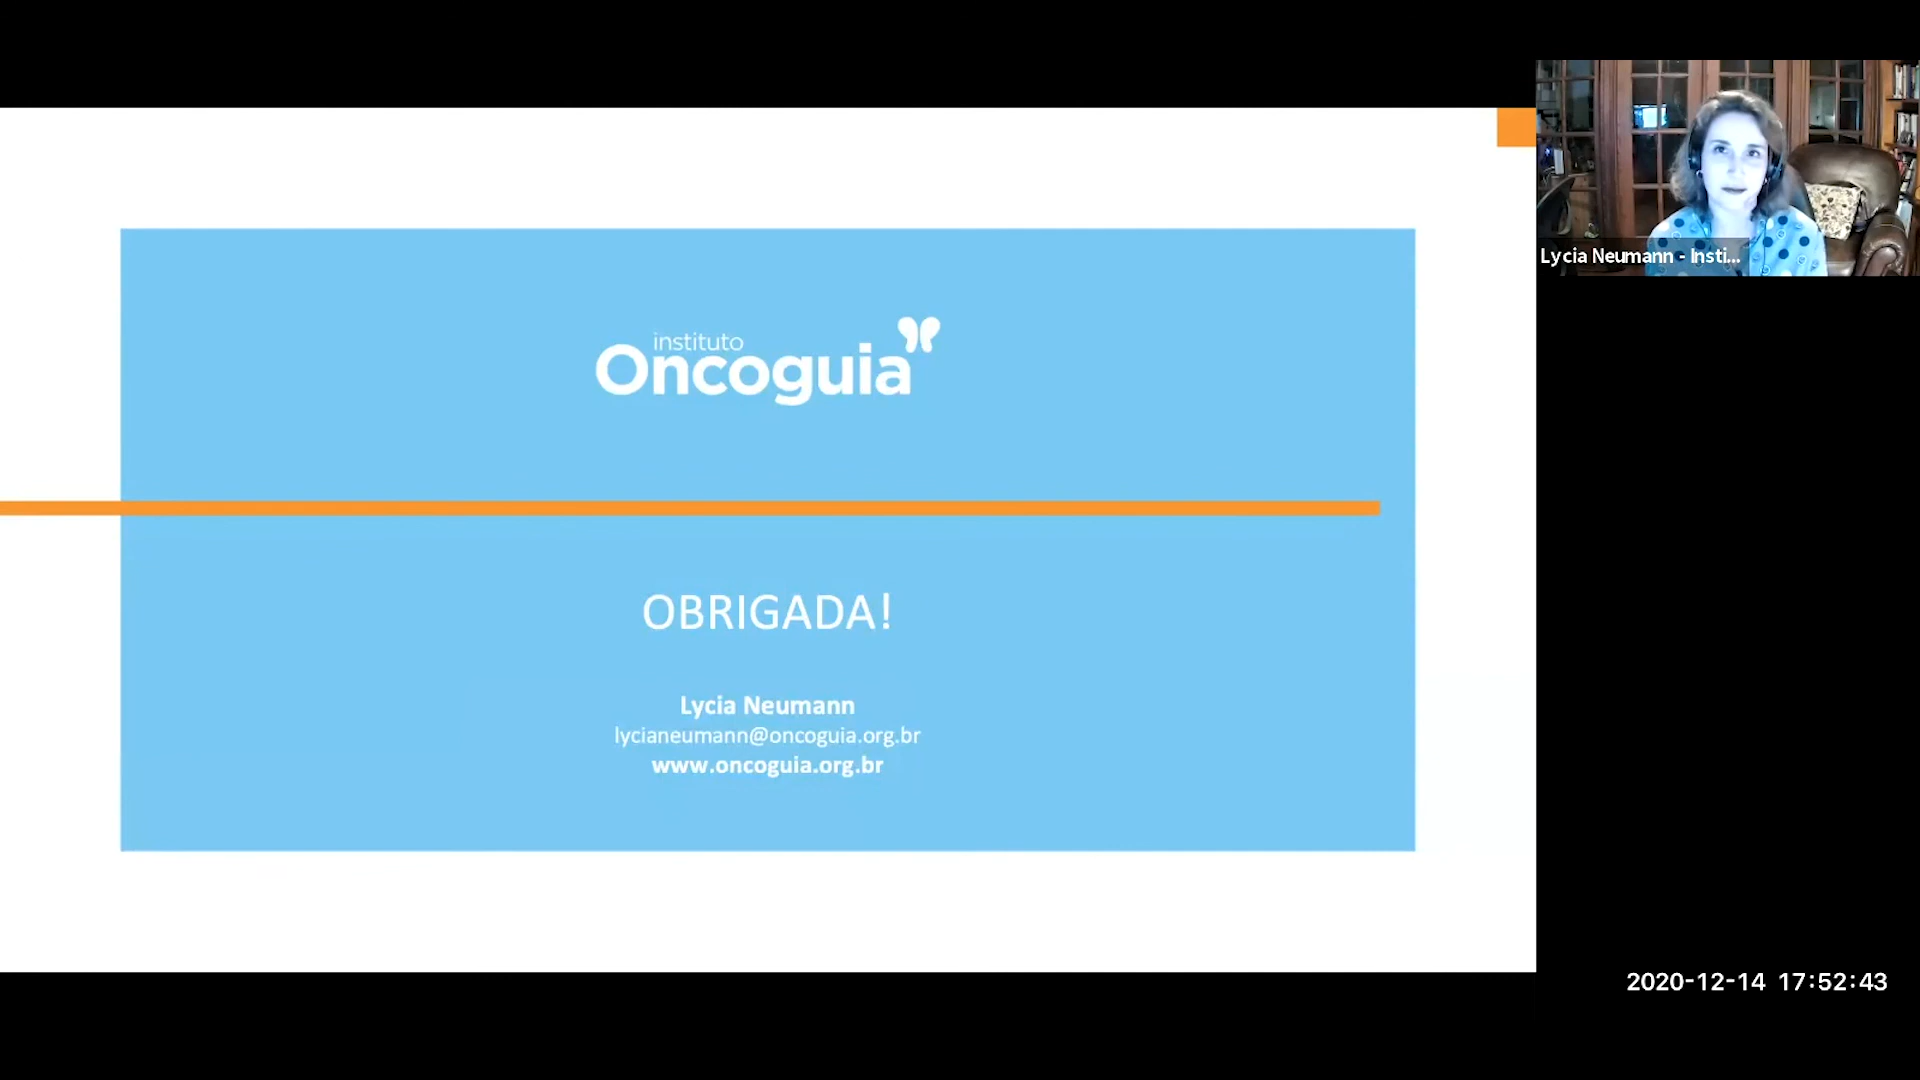 instituto
Oncoguia
OBRIGADA!
Lycia Neumann
lycianeumann@oncoguia.org.br
www.oncoguia.org.br
Lycia Neumann - Insti...
2020-12-14 17:52:43